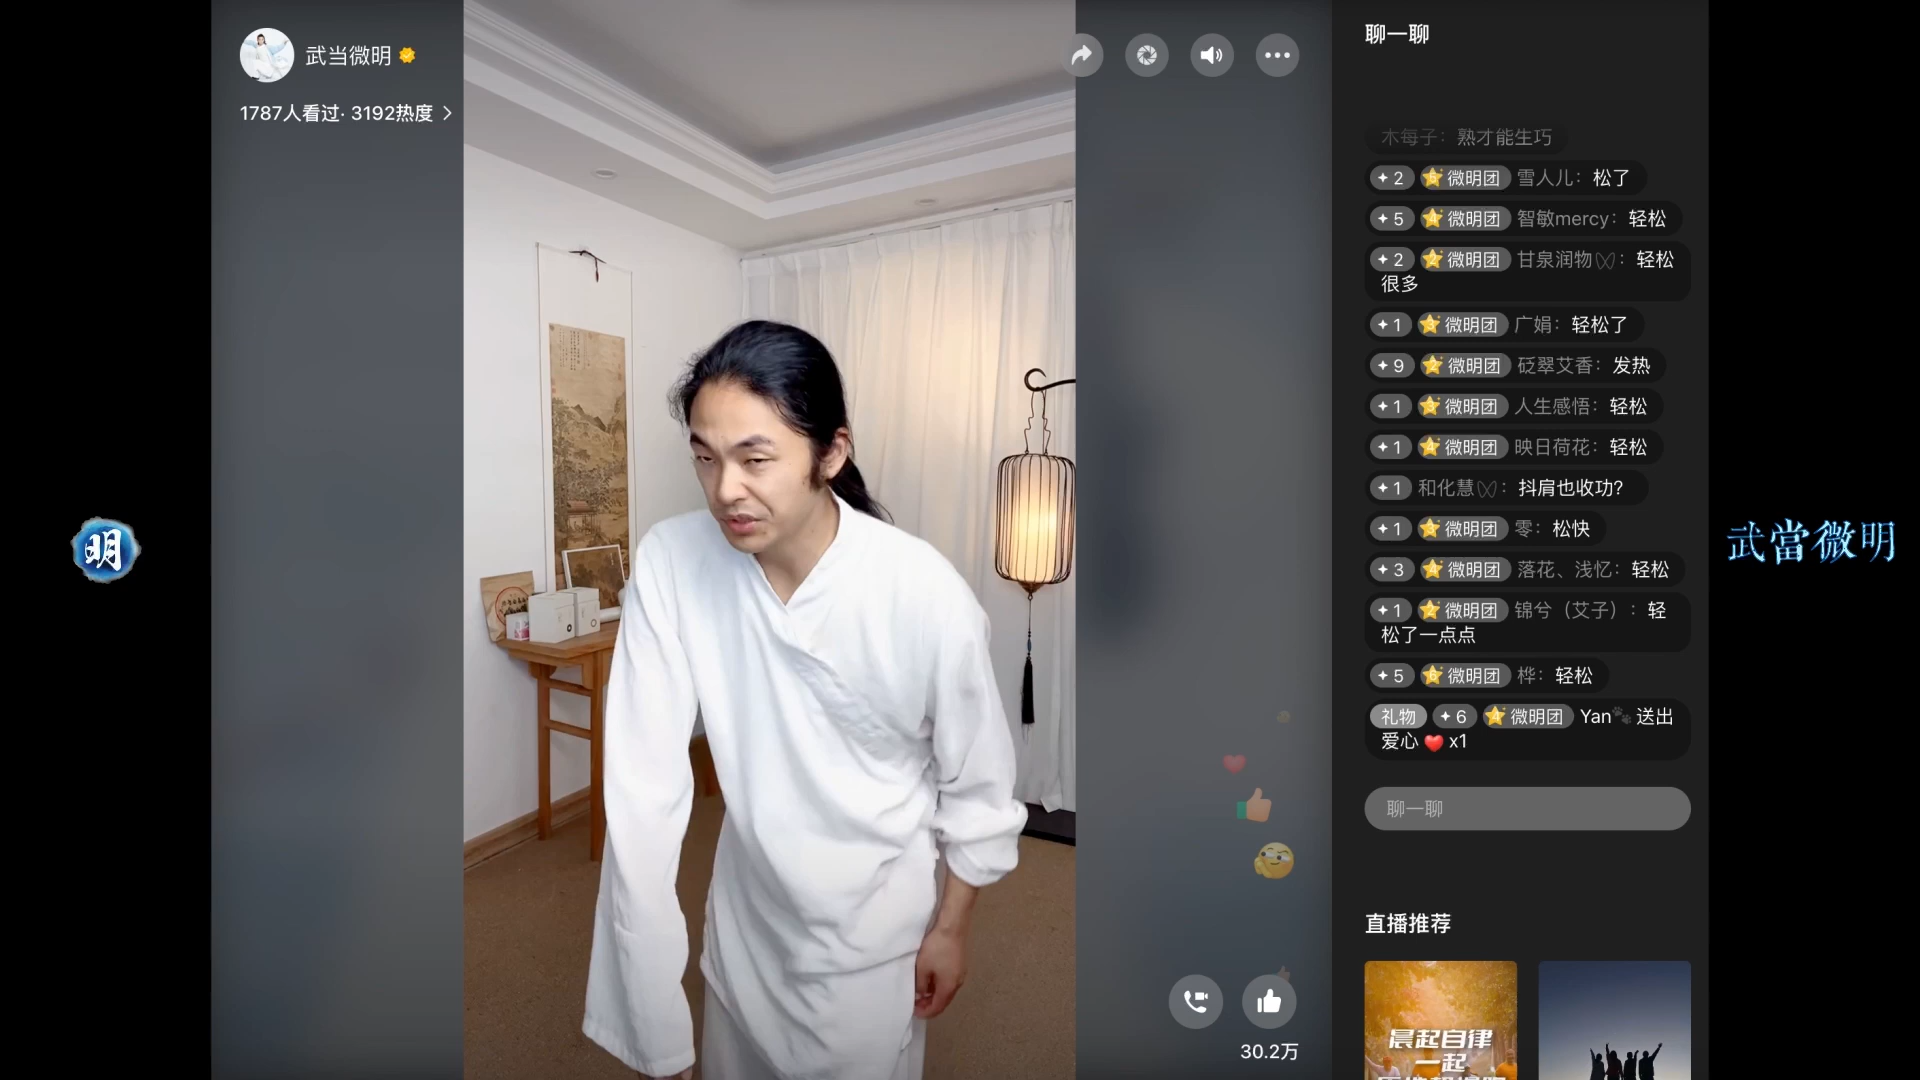 武当微明
1787人看过· 3192热度
聊一聊
木每子：熟才能生巧
2 微明团 雪人儿：松了
5 微明团 智敏mercy：轻松
2 微明团 甘泉润物：轻松
很多
1 微明团 广娟：轻松了
9 微明团 砭翠艾香：发热
1 微明团 人生感悟：轻松
1 微明团 映日荷花：轻松
1 和化慧：抖肩也收功？
1 微明团 零：松快
3 微明团 落花、浅忆：轻松
1 微明团 锦兮（艾子）：轻
松了一点点
5 微明团 桦：轻松
礼物 6 微明团 Yan 送出
爱心 x1
聊一聊
直播推荐
晨起自律
一起
30.2万
明
武當微明